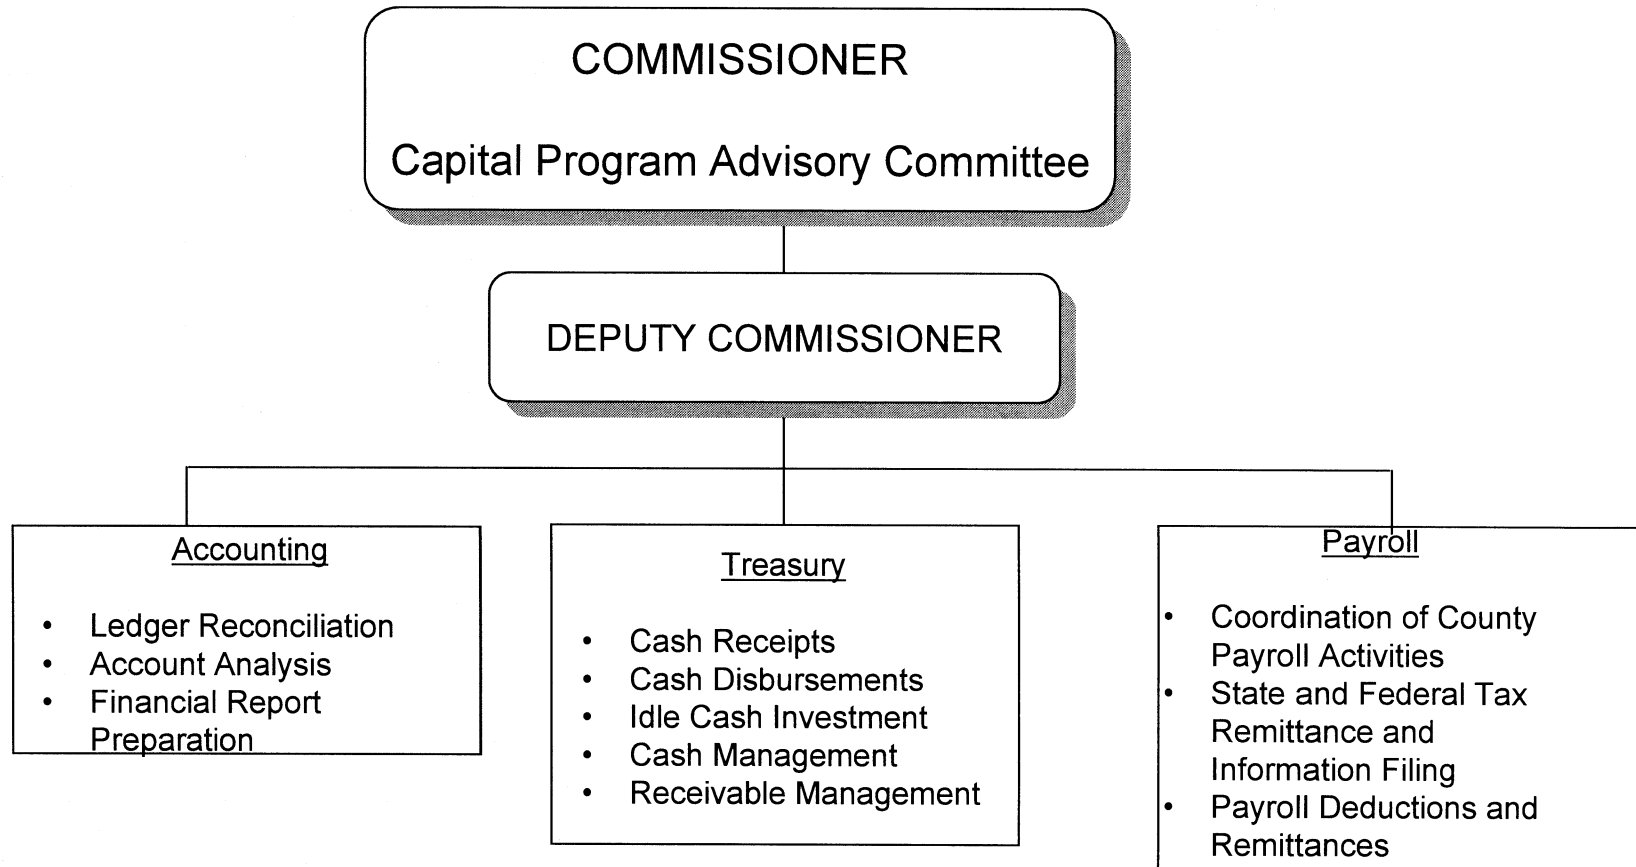 COMMISSIONER
Capital Program Advisory Committee
DEPUTY COMMISSIONER
Accounting
• Ledger Reconciliation
• Account Analysis
• Financial Report
Preparation
Treasury
• Cash Receipts
• Cash Disbursements
• Idle Cash Investment
• Cash Management
• Receivable Management
Payroll
• Coordination of County
Payroll Activities
• State and Federal Tax
Remittance and
Information Filing
• Payroll Deductions and
Remittances